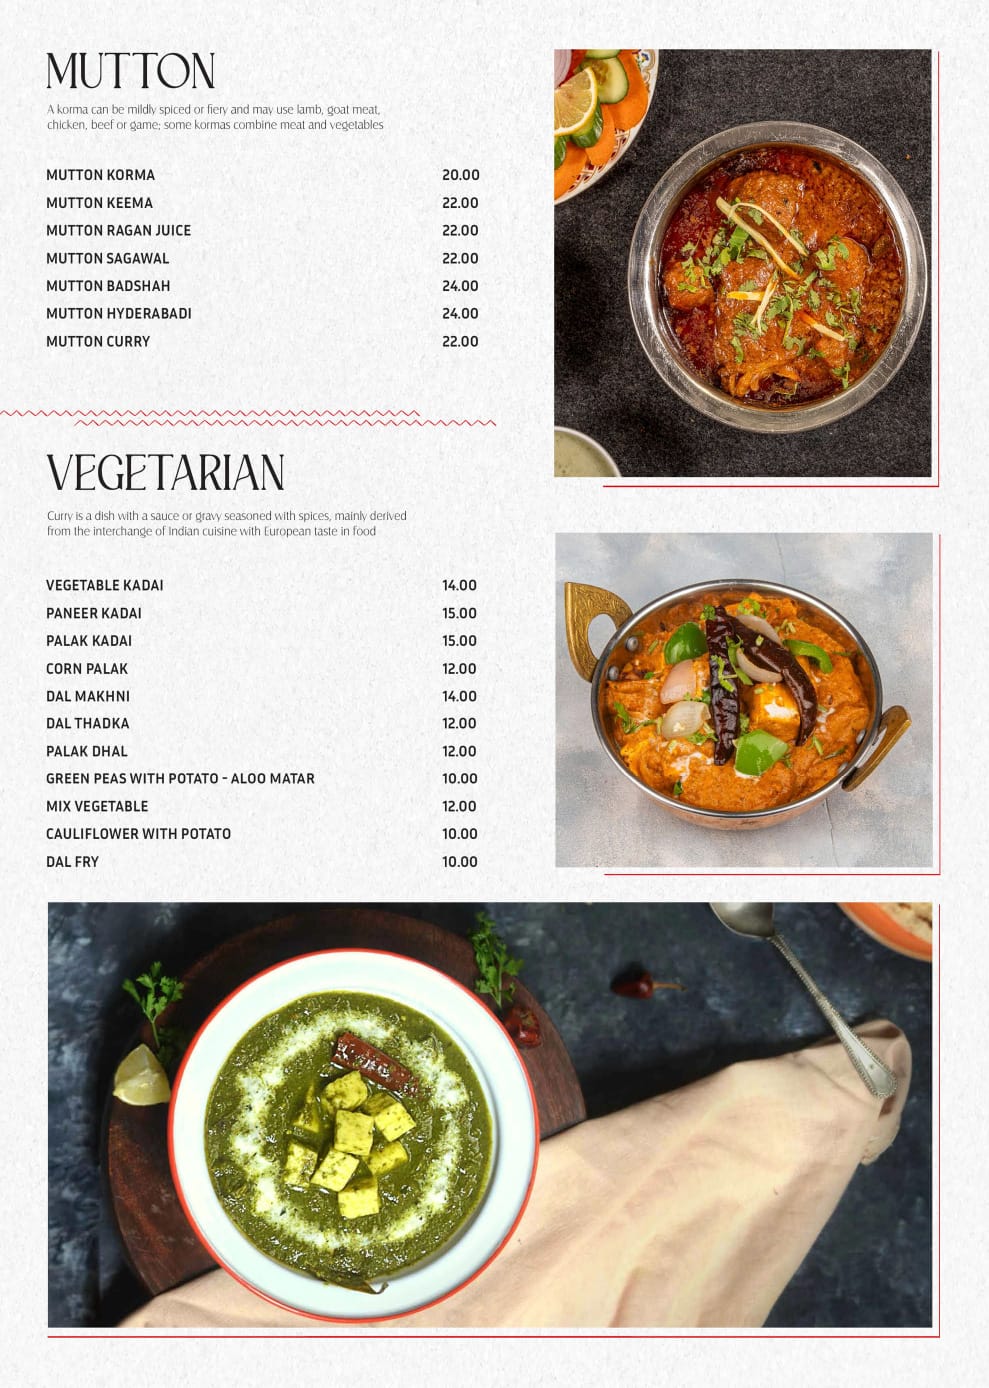 MUTTON
A korma can be mildly spiced or fiery and may use lamb, goat meat,
chicken, beef or game; some kormas combine meat and vegetables
MUTTON KORMA 20.00
MUTTON KEEMA 22.00
MUTTON RAGAN JUICE 22.00
MUTTON SAGAWAL 22.00
MUTTON BADSHAH 24.00
MUTTON HYDERABADI 24.00
MUTTON CURRY 22.00
VEGETARIAN
Curry is a dish with a sauce or gravy seasoned with spices, mainly derived
from the interchange of Indian cuisine with European taste in food
VEGETABLE KADAI 14.00
PANEER KADAI 15.00
PALAK KADAI 15.00
CORN PALAK 12.00
DAL MAKHNI 14.00
DAL THADKA 12.00
PALAK DHAL 12.00
GREEN PEAS WITH POTATO - ALOO MATAR 10.00
MIX VEGETABLE 12.00
CAULIFLOWER WITH POTATO 10.00
DAL FRY 10.00